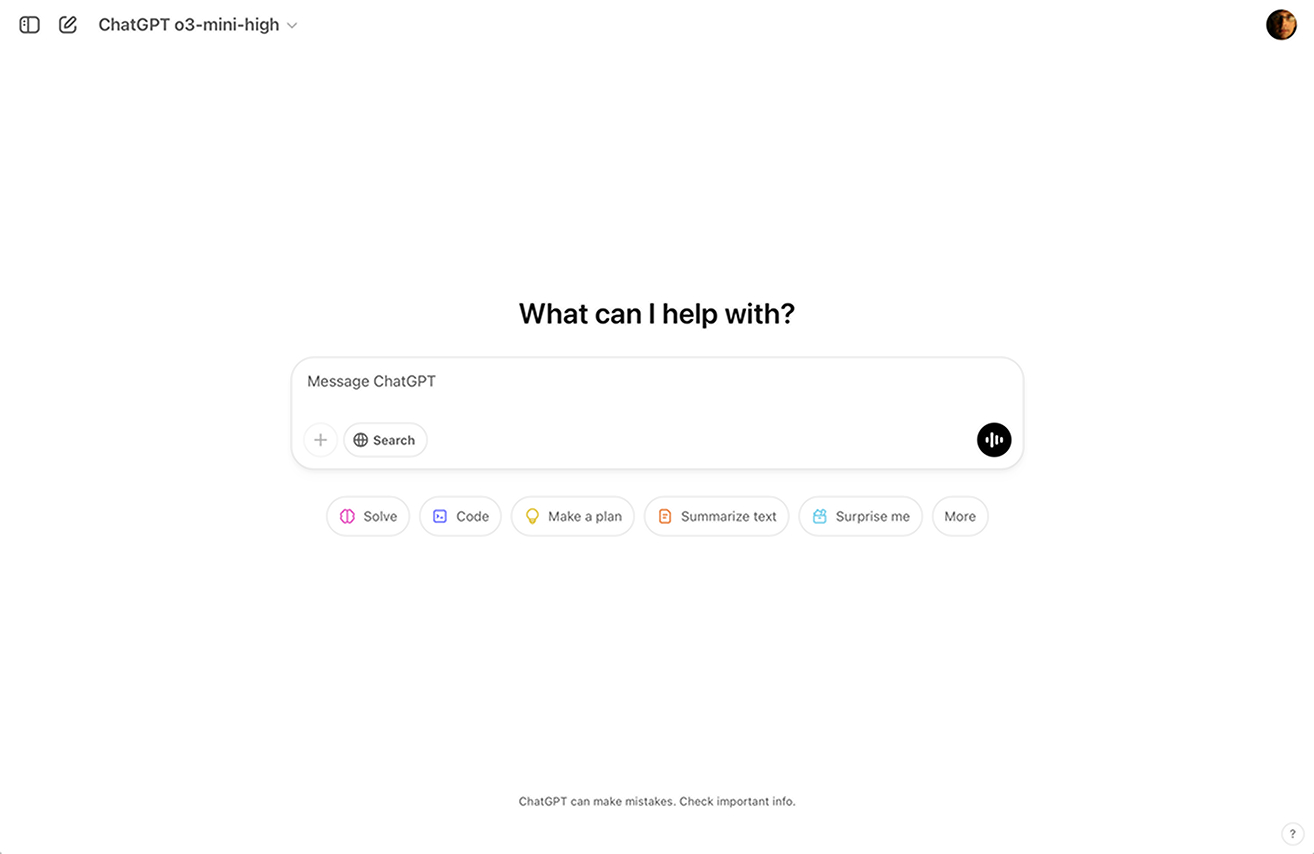 ChatGPT o3-mini-high
What can I help with?
Message ChatGPT
Search
Solve Code Make a plan Summarize text Surprise me More
ChatGPT can make mistakes. Check important info.
?